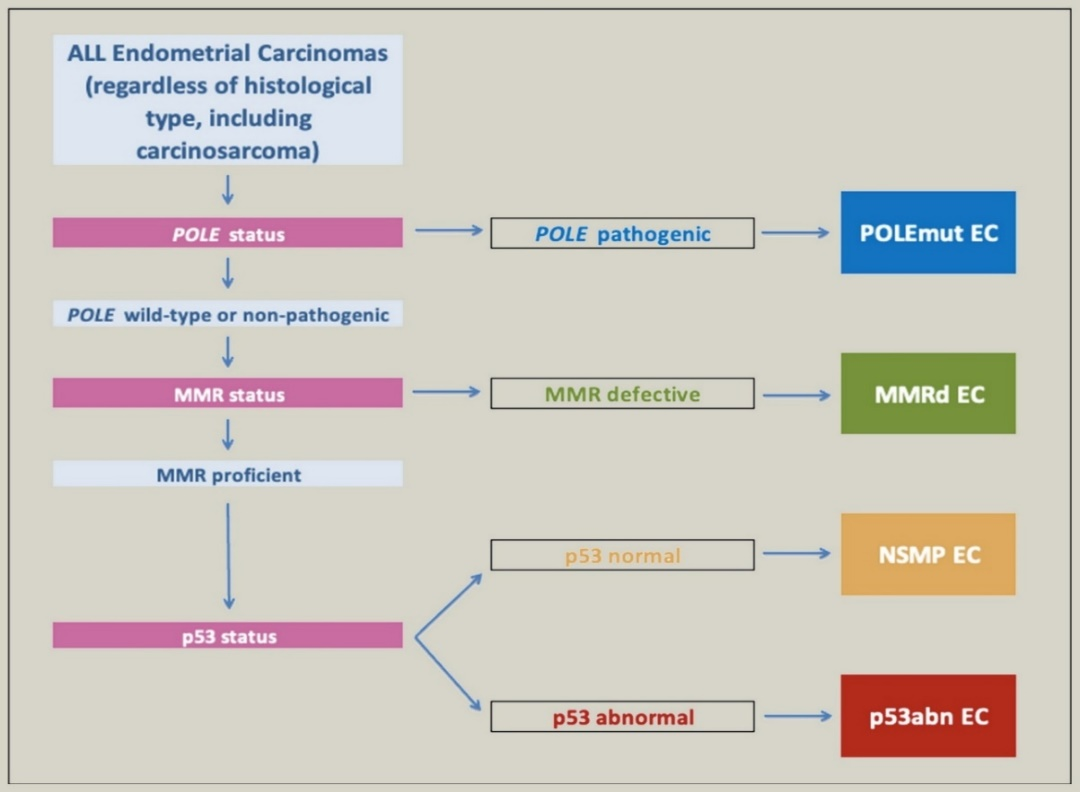 ALL Endometrial Carcinomas
(regardless of histological
type, including
carcinosarcoma)
POLE status
POLE pathogenic
POLEmut EC
POLE wild-type or non-pathogenic
MMR status
MMR defective
MMRd EC
MMR proficient
p53 normal
NSMP EC
p53 status
p53 abnormal
p53abn EC